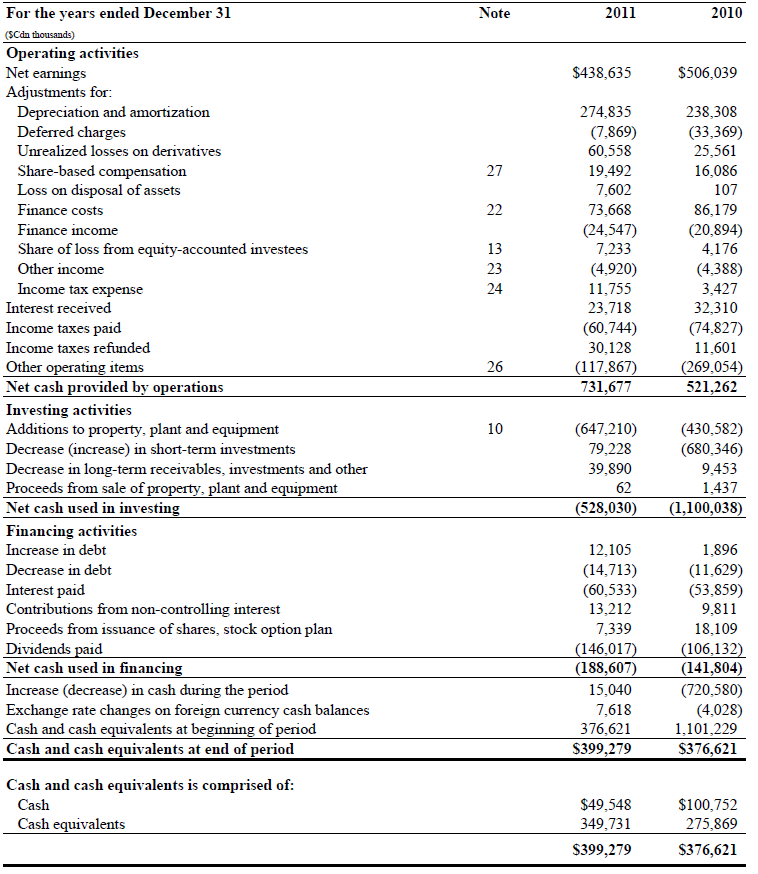 For the years ended December 31 Note 2011 2010
($Cdn thousands)
Operating activities
Net earnings $438,635 $506,039
Adjustments for:
Depreciation and amortization 274,835 238,308
Deferred charges (7,869) (33,369)
Unrealized losses on derivatives 60,558 25,561
Share-based compensation 27 19,492 16,086
Loss on disposal of assets 7,602 107
Finance costs 22 73,668 86,179
Finance income (24,547) (20,894)
Share of loss from equity-accounted investees 13 7,233 4,176
Other income 23 (4,920) (4,388)
Income tax expense 24 11,755 3,427
Interest received 23,718 32,310
Income taxes paid (60,744) (74,827)
Income taxes refunded 30,128 11,601
Other operating items 26 (117,867) (269,054)
Net cash provided by operations 731,677 521,262
Investing activities
Additions to property, plant and equipment 10 (647,210) (430,582)
Decrease (increase) in short-term investments 79,228 (680,346)
Decrease in long-term receivables, investments and other 39,890 9,453
Proceeds from sale of property, plant and equipment 62 1,437
Net cash used in investing (528,030) (1,100,038)
Financing activities
Increase in debt 12,105 1,896
Decrease in debt (14,713) (11,629)
Interest paid (60,533) (53,859)
Contributions from non-controlling interest 13,212 9,811
Proceeds from issuance of shares, stock option plan 7,339 18,109
Dividends paid (146,017) (106,132)
Net cash used in financing (188,607) (141,804)
Increase (decrease) in cash during the period 15,040 (720,580)
Exchange rate changes on foreign currency cash balances 7,618 (4,028)
Cash and cash equivalents at beginning of period 376,621 1,101,229
Cash and cash equivalents at end of period $399,279 $376,621
Cash and cash equivalents is comprised of:
Cash $49,548 $100,752
Cash equivalents 349,731 275,869
$399,279 $376,621